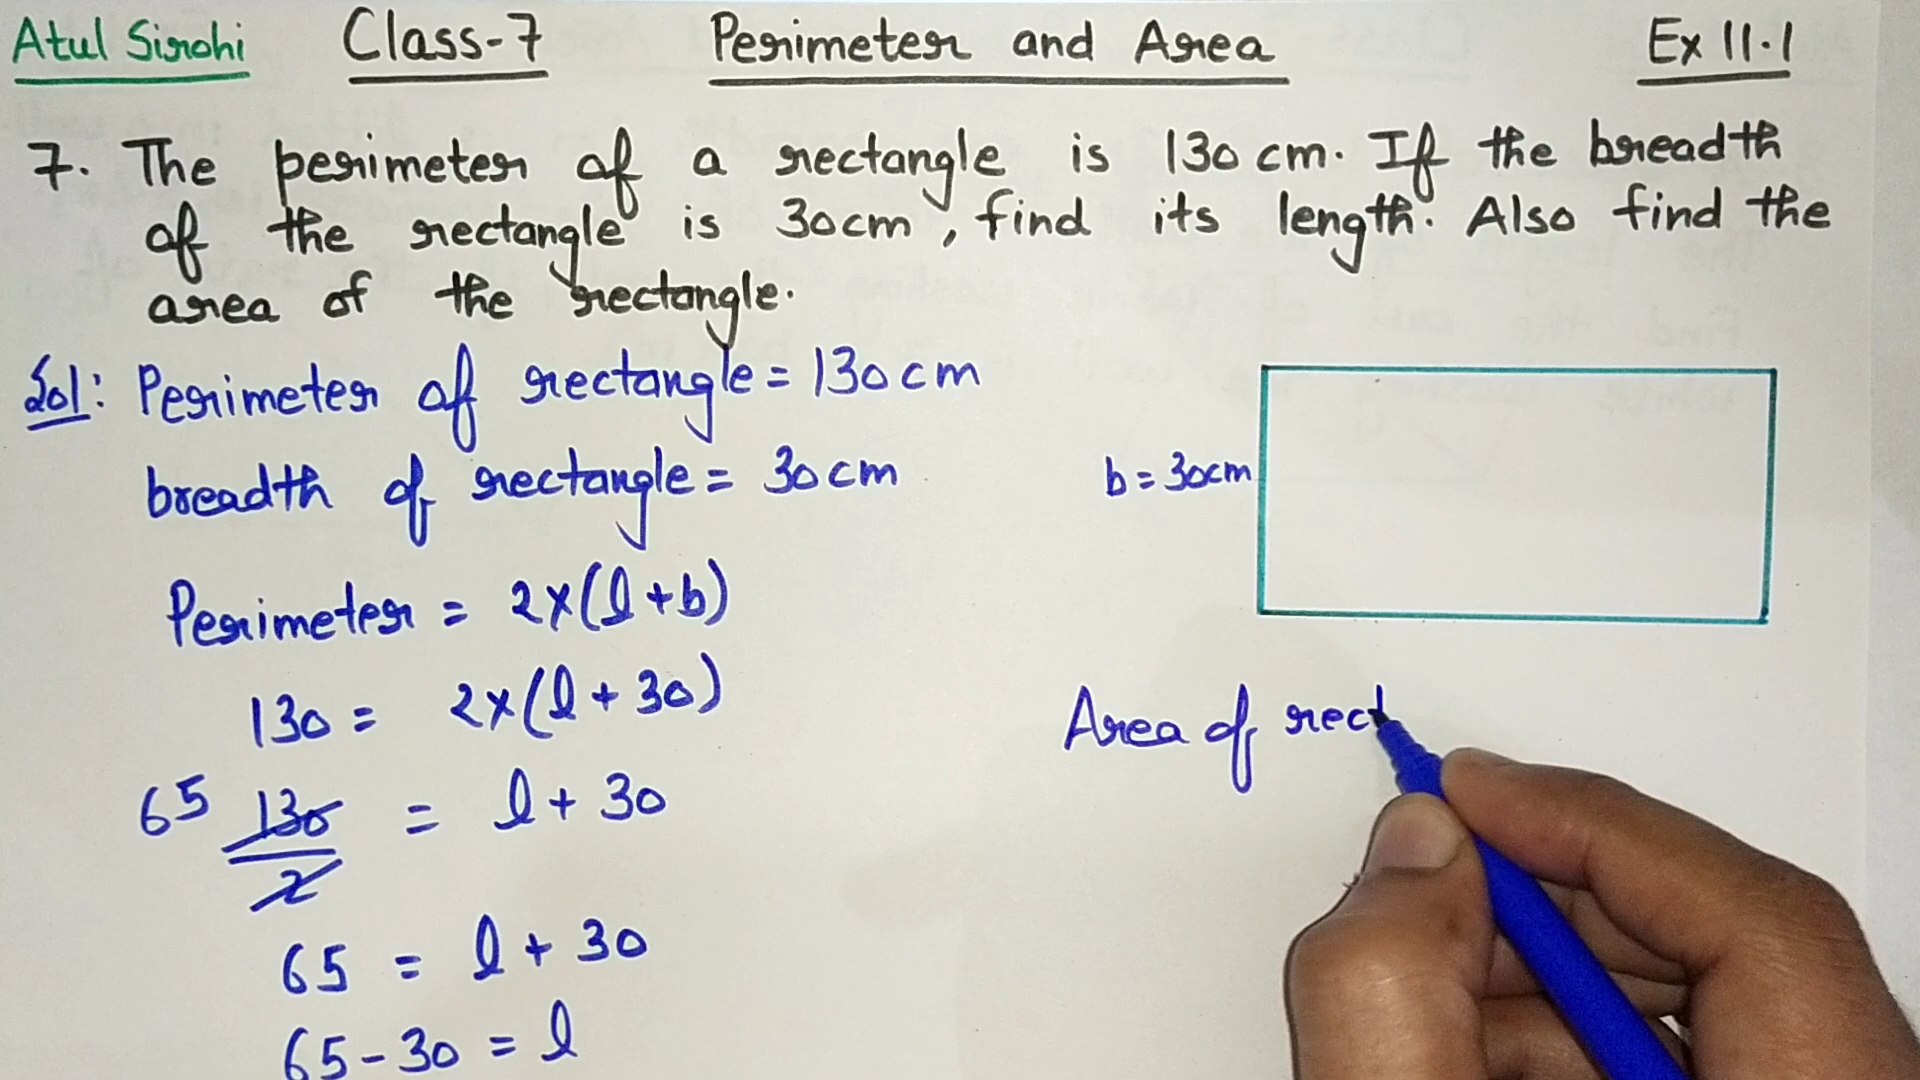 Atul Sirohi Class-7 Perimeter and Area Ex 11.1
7. The perimeter of a rectangle is 130 cm. If the breadth
of the rectangle is 30cm, find its length. Also find the
area of the rectangle.
Sol: Perimeter of rectangle = 130 cm
breadth of rectangle = 30 cm
b = 30cm
Perimeter = 2×(l+b)
130 = 2×(l+30)
65 130/2 = l+30
65 = l+30
65-30 = l
Area of rect